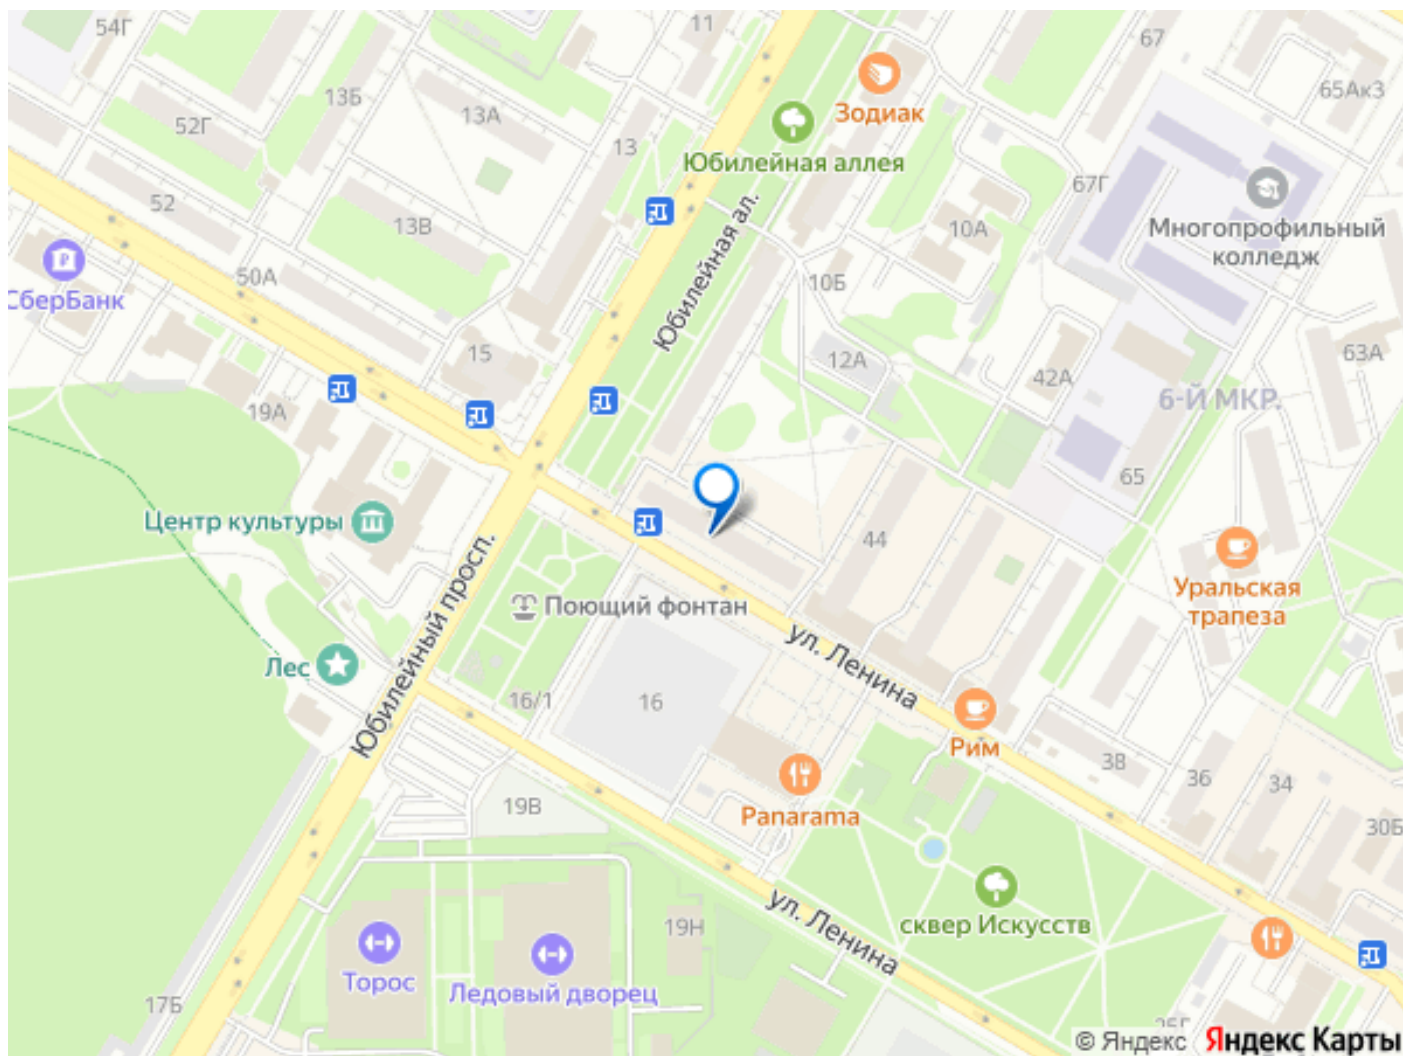 54Г
11
67
13Б
65Ак3
52Г
13А
Зодиак
13
Юбилейная аллея
67Г
52
13В
Юбилейная ал.
10А
Многопрофильный
колледж
СберБанк
50А
10Б
15
12А
42А
63А
19А
6-Й МКР.
65
Центр культуры
44
Поющий фонтан
Уральская
трапеза
Юбилейный просп.
ул. Ленина
Лес
16/1
16
Рим
38
36
34
19В
Panarama
30Б
ул. Ленина
сквер Искусств
19Н
Торос
Ледовый дворец
17Б
© Яндекс
Яндекс Карты